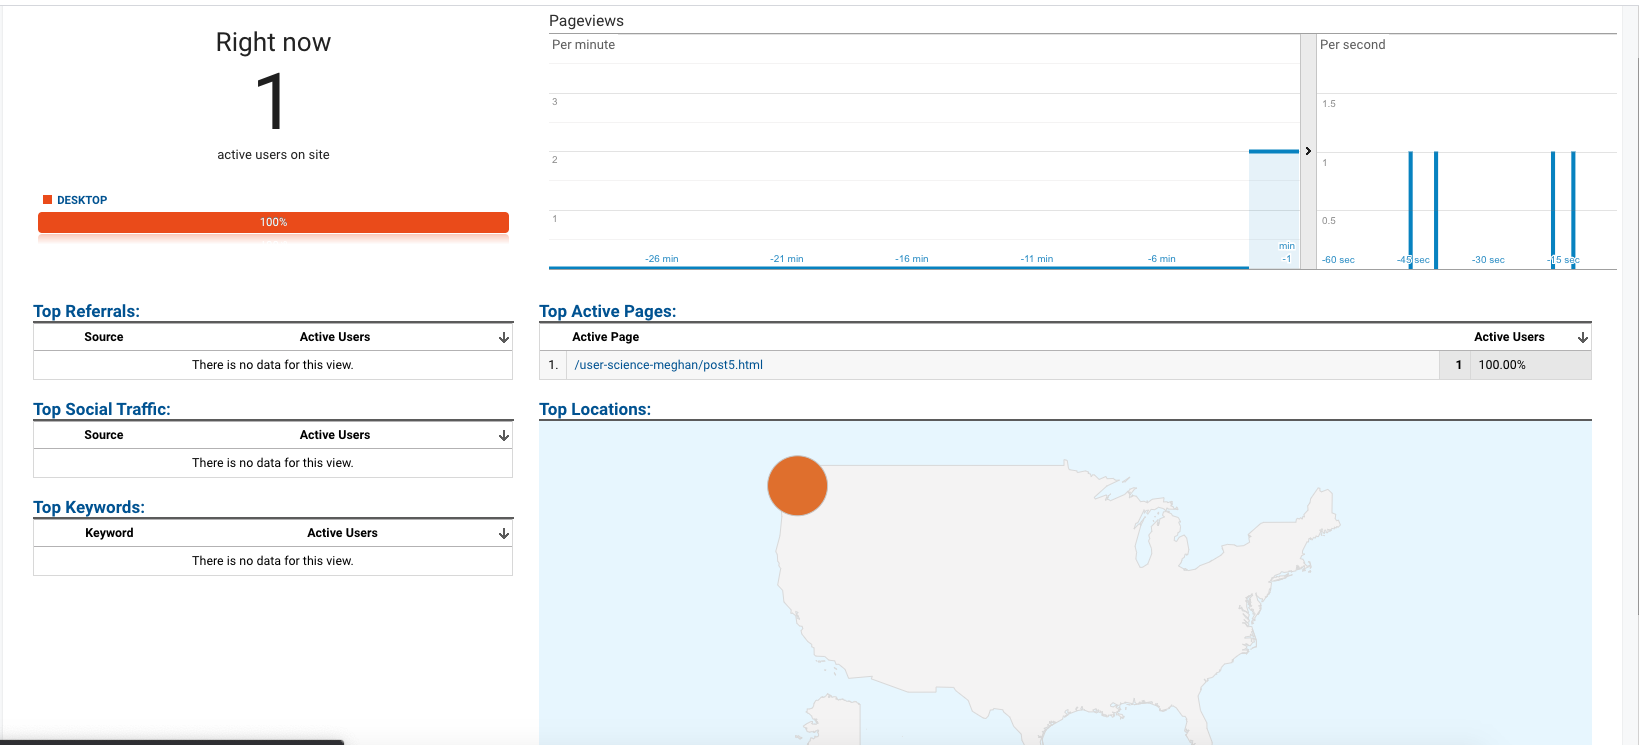 Right now
1
active users on site
DESKTOP
100%
Pageviews
Per minute
3
2
1
-26 min
-21 min
-16 min
-11 min
-6 min
min
-1
Per second
1.5
1
0.5
-60 sec
-45 sec
-30 sec
-15 sec
Top Referrals:
Source Active Users
There is no data for this view.
Top Social Traffic:
Source Active Users
There is no data for this view.
Top Keywords:
Keyword Active Users
There is no data for this view.
Top Active Pages:
Active Page Active Users
1. /user-science-meghan/post5.html 1 100.00%
Top Locations: